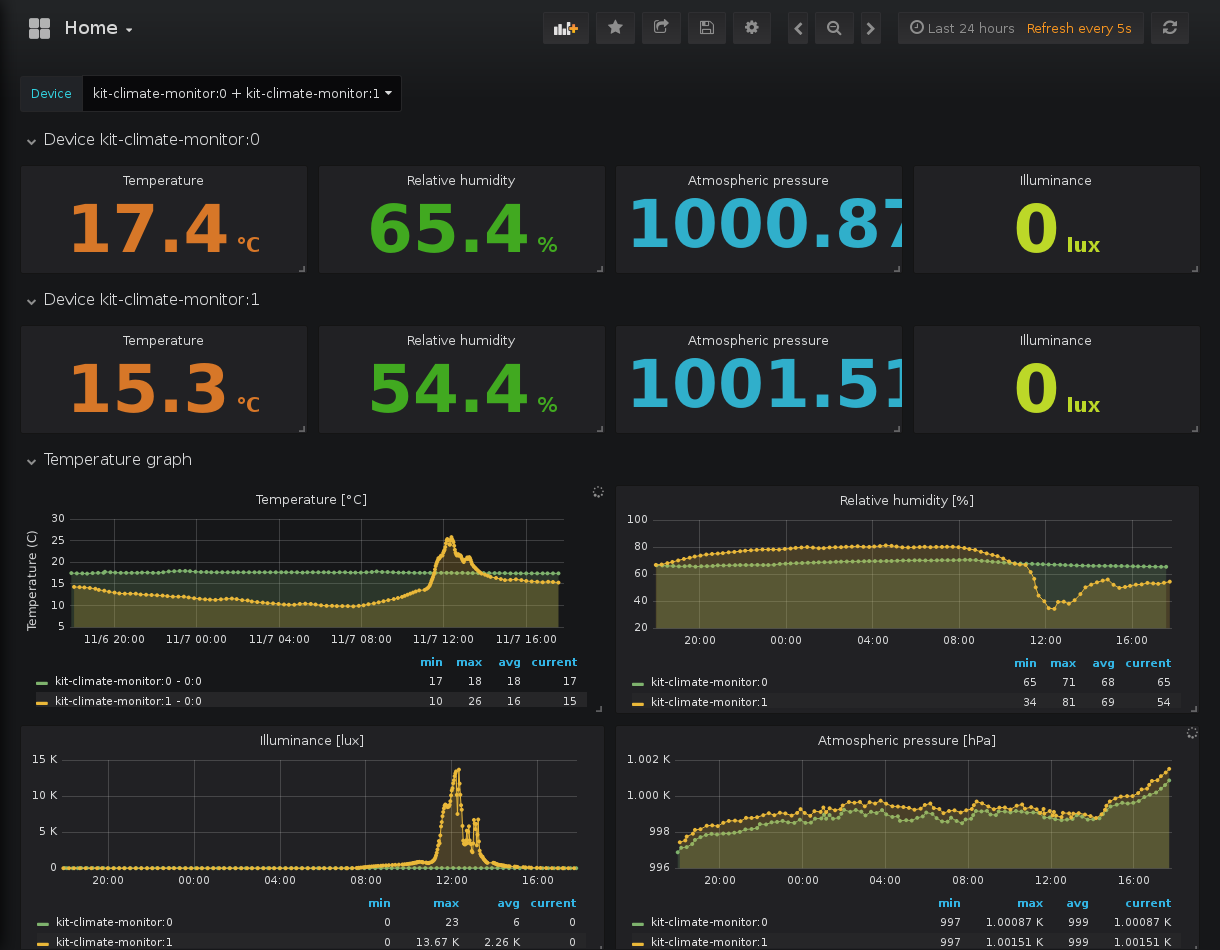 Home
Last 24 hours Refresh every 5s
Device kit-climate-monitor:0 + kit-climate-monitor:1
Device kit-climate-monitor:0
Temperature Relative humidity Atmospheric pressure Illuminance
17.4 °C 65.4 % 1000.87 0 lux
Device kit-climate-monitor:1
Temperature Relative humidity Atmospheric pressure Illuminance
15.3 °C 54.4 % 1001.51 0 lux
Temperature graph
Temperature [°C]
Temperature (C)
30
25
20
15
10
5
11/6 20:00 11/7 00:00 11/7 04:00 11/7 08:00 11/7 12:00 11/7 16:00
min max avg current
kit-climate-monitor:0 - 0:0 17 18 18 17
kit-climate-monitor:1 - 0:0 10 26 16 15
Relative humidity [%]
100
80
60
40
20
20:00 00:00 04:00 08:00 12:00 16:00
min max avg current
kit-climate-monitor:0 65 71 68 65
kit-climate-monitor:1 34 81 69 54
Illuminance [lux]
15 K
10 K
5 K
0
20:00 00:00 04:00 08:00 12:00 16:00
min max avg current
kit-climate-monitor:0 0 23 6 0
kit-climate-monitor:1 0 13.67 K 2.26 K 0
Atmospheric pressure [hPa]
1.002 K
1.000 K
998
996
20:00 00:00 04:00 08:00 12:00 16:00
min max avg current
kit-climate-monitor:0 997 1.00087 K 999 1.00087 K
kit-climate-monitor:1 997 1.00151 K 999 1.00151 K